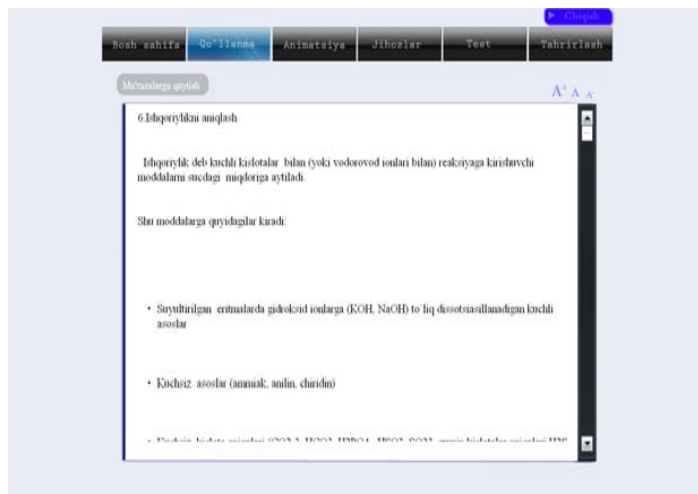 Chiqish
Bosh sahifa Qo'llanma Animatsiya Jihozlar Test Tahrirlash
Ma'ruzalarga qaytish
A+ A A-
6.Ishqoriylikni aniqlash
Ishqoriylik deb kuchli kislotalar bilan (yoki vodorovod ionlari bilan) reaksiyaga kirishuvchi
moddalarni sucdagi miqdoriga aytiladi.
Shu moddalarga quyidagilar kiradi:
• Suyultirilgan eritmalarda gidroksid ionlarga (KOH, NaOH) to`liq dissotsiasillanadigan kuchli
asoslar
• Kuchsiz asoslar (ammiak, anilin, chiridin)